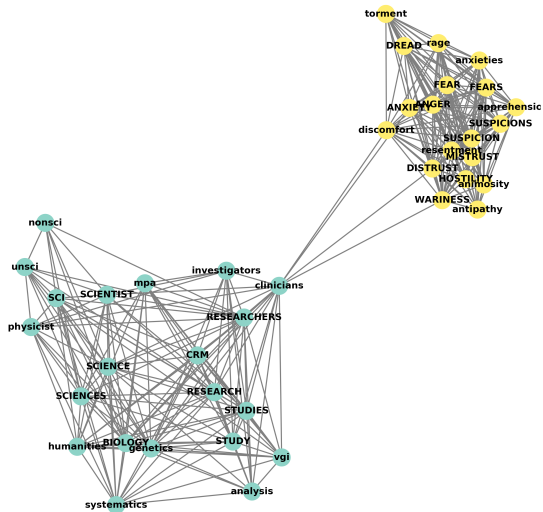 torment
DREAD
rage
anxieties
FEAR
FEARS
ANXIETY
ANGER
apprehensic
SUSPICIONS
discomfort
SUSPICION
resentment
MISTRUST
DISTRUST
HOSTILITY
animosity
WARINESS
antipathy
nonsci
unsci
investigators
mpa
clinicians
SCI
SCIENTIST
RESEARCHERS
physicist
CRM
SCIENCE
RESEARCH
SCIENCES
STUDIES
BIOLOGY
STUDY
humanities
genetics
vgi
analysis
systematics